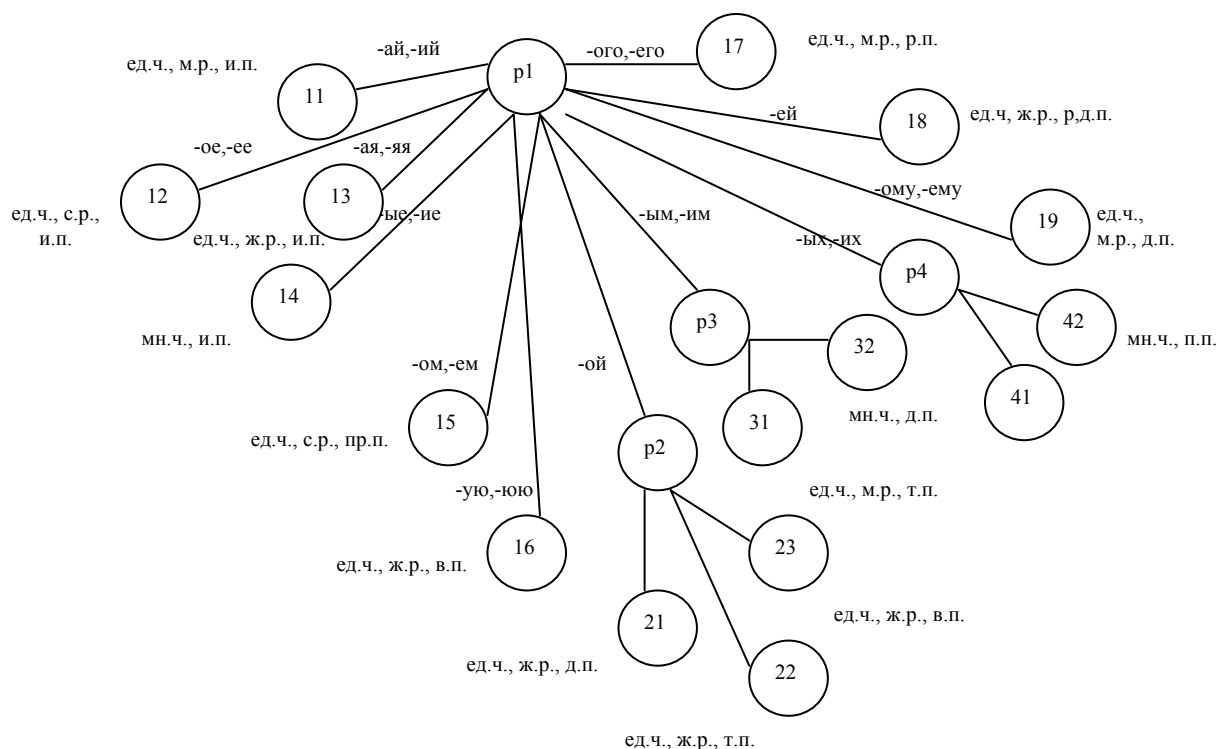 17
ед.ч., м.р., р.п.
-ай,-ий
-ого,-его
ед.ч., м.р., и.п.
р1
11
-ей
18
ед.ч, ж.р., р,д.п.
-ое,-ее
-ая,-яя
12
13
-ому,-ему
19
ед.ч.,
м.р., д.п.
ед.ч., с.р.,
и.п.
-ые,-ие
-ым,-им
ед.ч., ж.р., и.п.
-ых,-их
р4
14
р3
42
мн.ч., и.п.
32
мн.ч., п.п.
-ом,-ем
-ой
41
15
31
мн.ч., д.п.
ед.ч., с.р., пр.п.
р2
-ую,-юю
ед.ч., м.р., т.п.
16
23
ед.ч., ж.р., в.п.
21
ед.ч., ж.р., в.п.
ед.ч., ж.р., д.п.
22
ед.ч., ж.р., т.п.